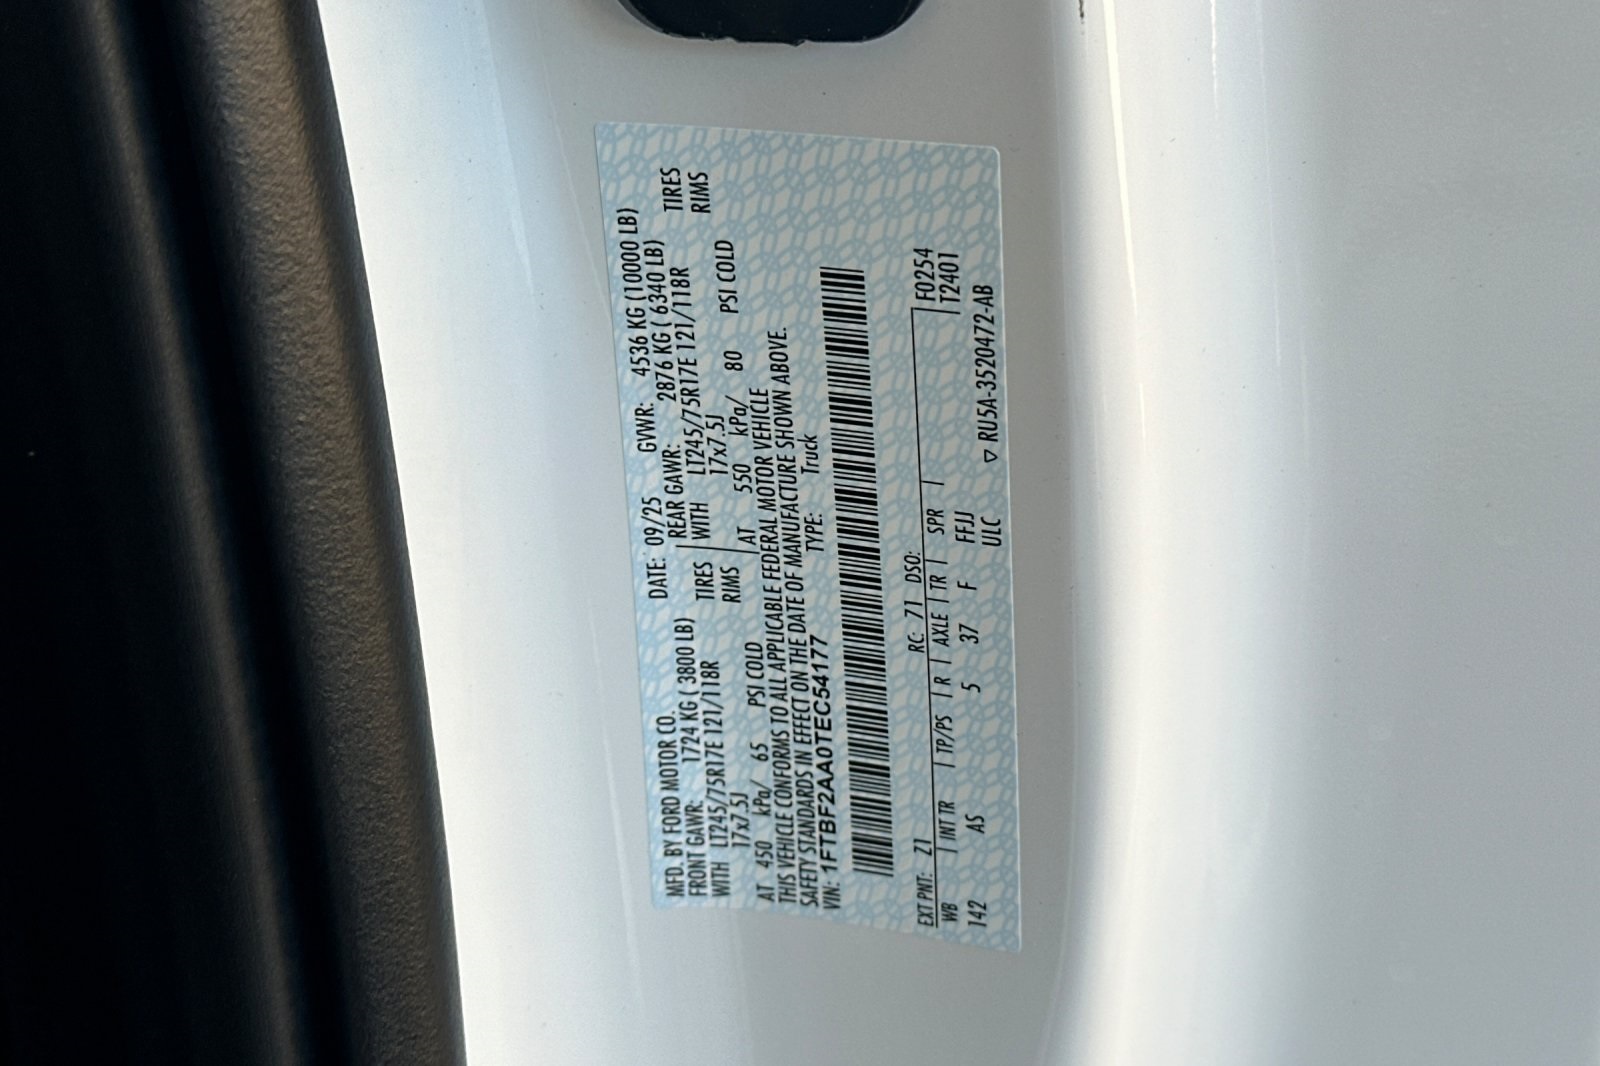 MFD. BY FORD MOTOR CO. DATE: 09/25 GVWR: 4536 KG (10000 LB)
FRONT GAWR: 1724 KG ( 3800 LB) REAR GAWR: 2876 KG ( 6340 LB)
WITH LT245/75R17E 121/118R TIRES WITH LT245/75R17E 121/118R TIRES
17x7.5J RIMS 17x7.5J RIMS
AT 450 kPa/ 65 PSI COLD AT 550 kPa/ 80 PSI COLD
THIS VEHICLE CONFORMS TO ALL APPLICABLE FEDERAL MOTOR VEHICLE
SAFETY STANDARDS IN EFFECT ON THE DATE OF MANUFACTURE SHOWN ABOVE.
VIN: 1FTBF2AA0TEC54177 TYPE: Truck
EXT PNT: Z1 RC: 71 DSO: F0254
WB INT TR TP/PS R AXLE TR SPR T2401
142 AS 5 37 F FFJJ
ULC ▽ RU5A-3520472-AB